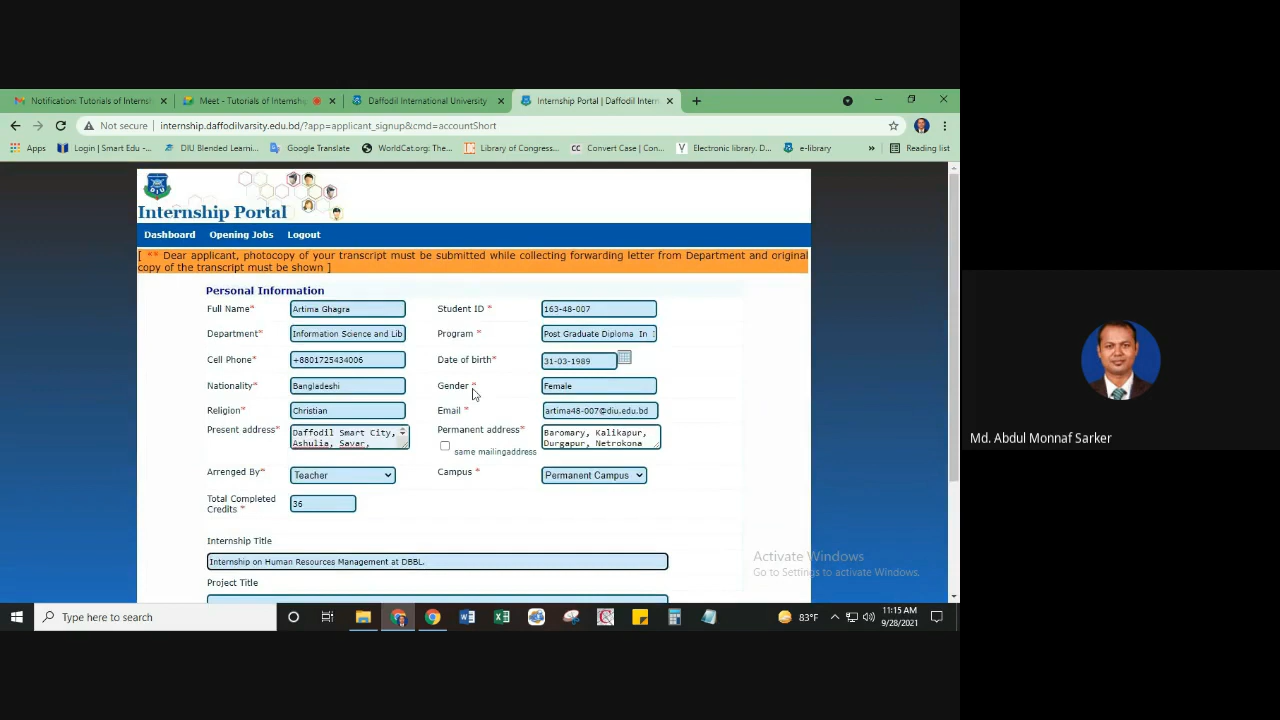 Notification: Tutorials of Internsh
Meet - Tutorials of Internship
Daffodil International University
Internship Portal | Daffodil Intern
Not secure | internship.daffodilvarsity.edu.bd/?app=applicant_signup&cmd=accountShort
Apps
Login | Smart Edu -...
DIU Blended Learni...
Google Translate
WorldCat.org: The...
Library of Congress...
CC Convert Case | Con...
Electronic library. D...
e-library
»
Reading list
DIU
Internship Portal
Dashboard Opening Jobs Logout
[ ** Dear applicant, photocopy of your transcript must be submitted while collecting forwarding letter from Department and original
copy of the transcript must be shown ]
Personal Information
Full Name* Artima Ghagra Student ID * 163-48-007
Department* Information Science and Lib Program * Post Graduate Diploma In
Cell Phone* +8801725434006 Date of birth* 31-03-1989
Nationality* Bangladeshi Gender * Female
Religion* Christian Email * artima48-007@diu.edu.bd
Present address* Daffodil Smart City, Permanent address* Baromary, Kalikapur,
Ashulia, Savar, Durgapur, Netrokona
same mailingaddress
Arranged By* Teacher Campus * Permanent Campus
Total Completed
Credits * 36
Internship Title
Internship on Human Resources Management at DBBL.
Project Title
Activate Windows
Go to Settings to activate Windows.
Type here to search
83°F
11:15 AM
9/28/2021
Md. Abdul Monnaf Sarker